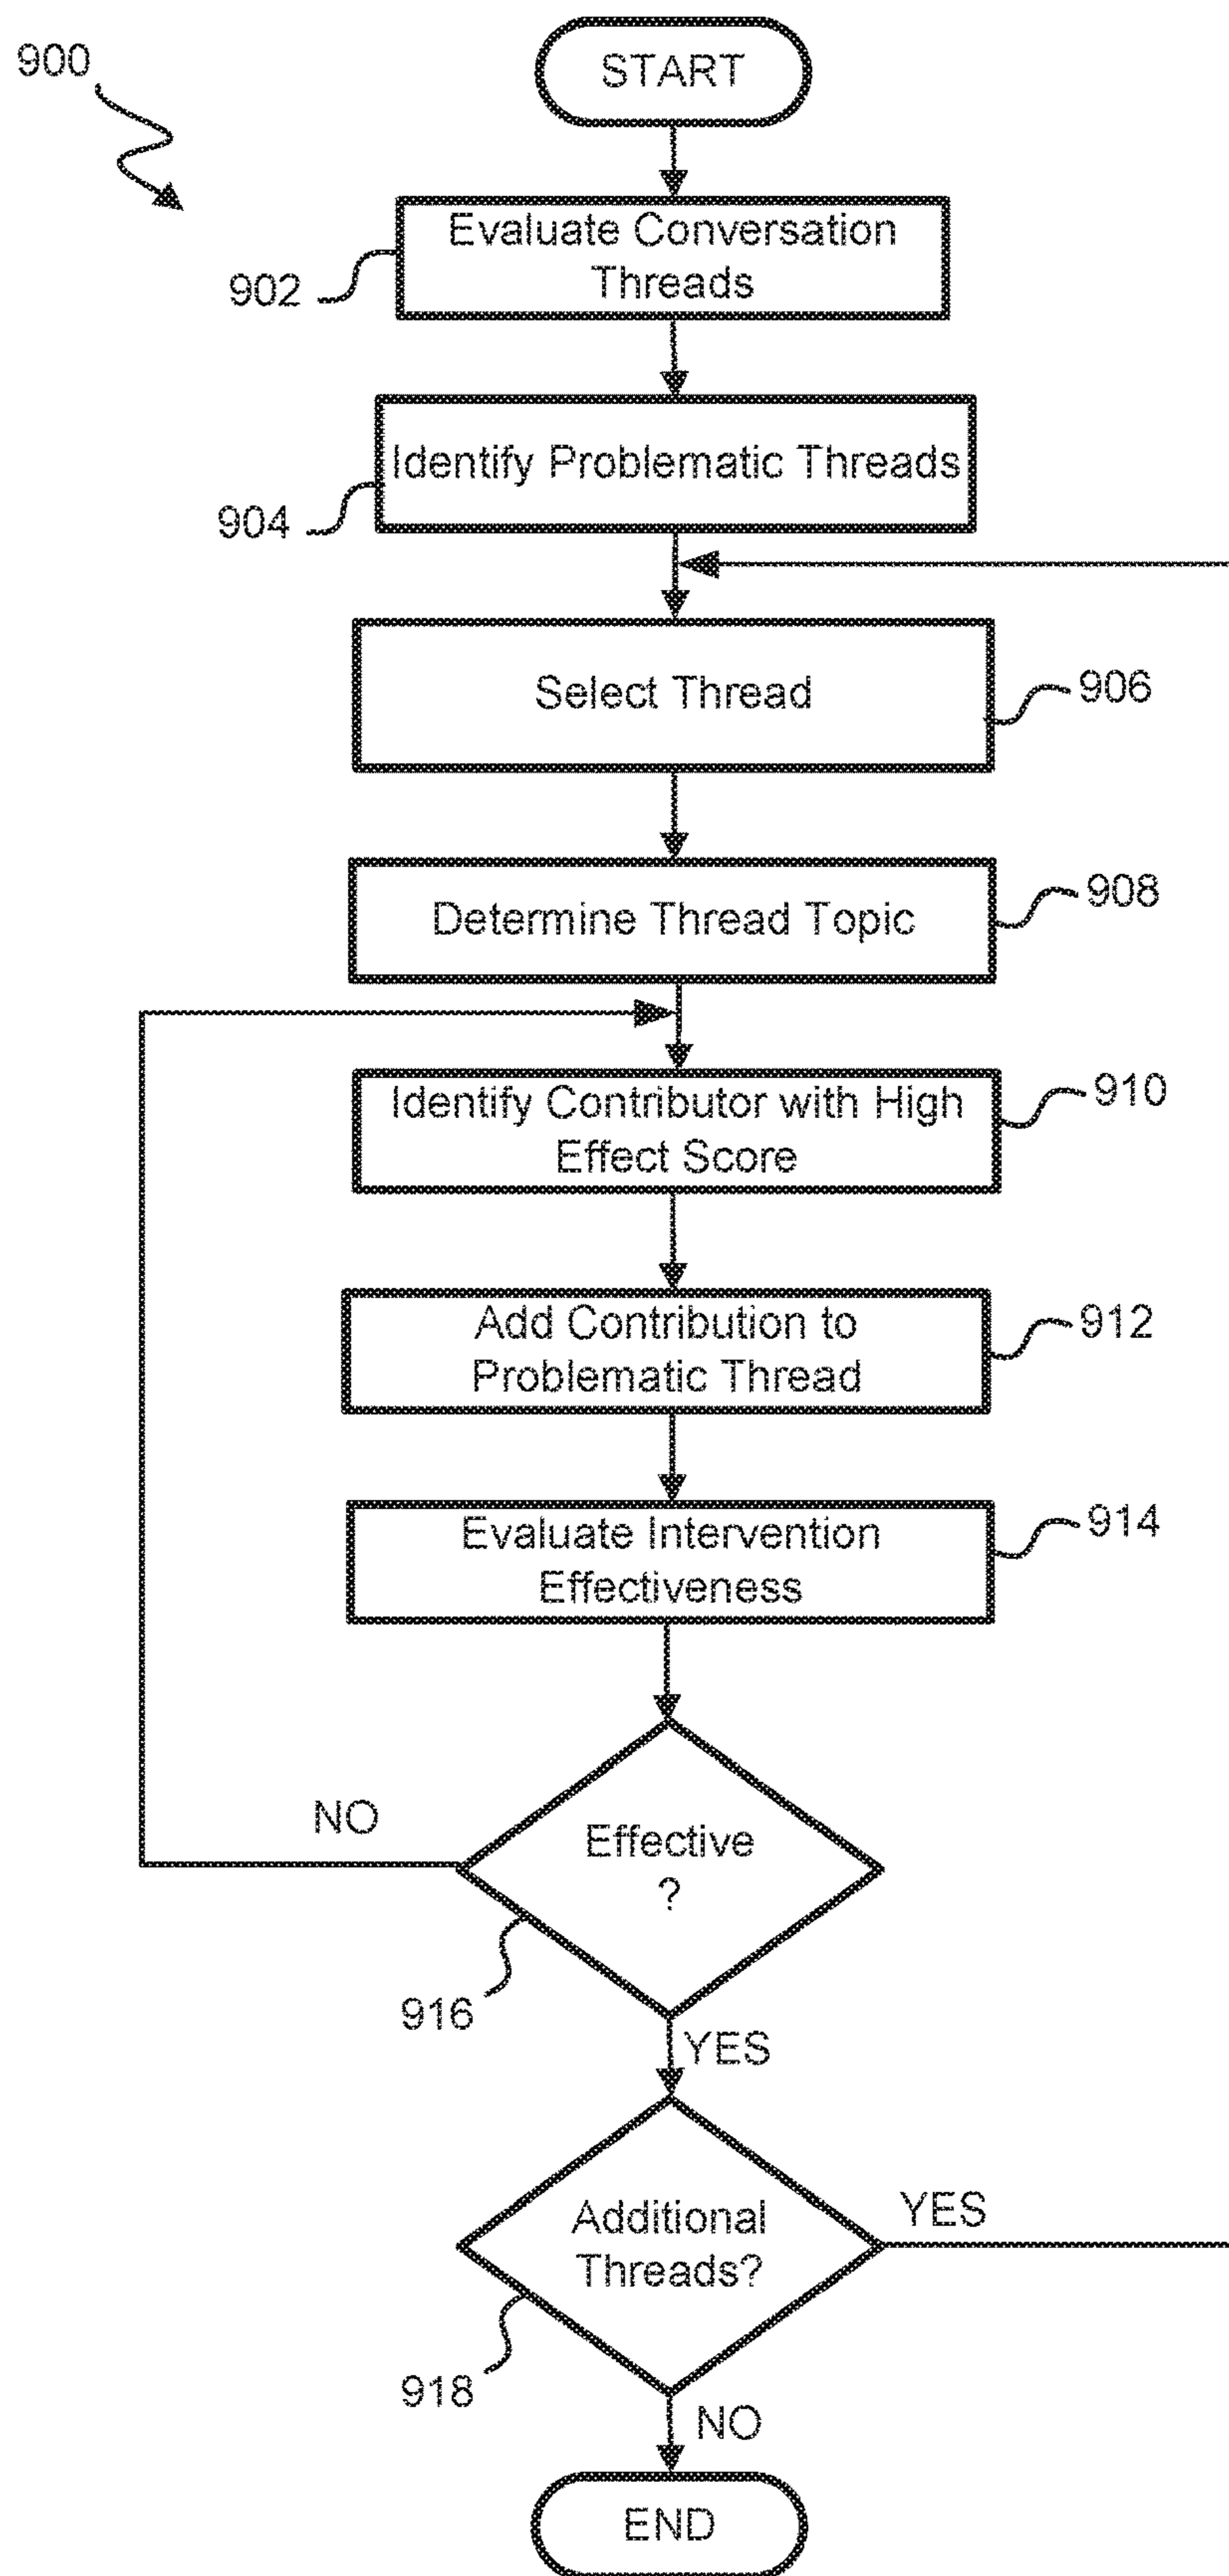 900
START
Evaluate Conversation
Threads
902
Identify Problematic Threads
904
Select Thread
906
Determine Thread Topic
908
Identify Contributor with High
Effect Score
910
Add Contribution to
Problematic Thread
912
Evaluate Intervention
Effectiveness
914
NO
Effective
?
916
YES
Additional
Threads?
YES
918
NO
END